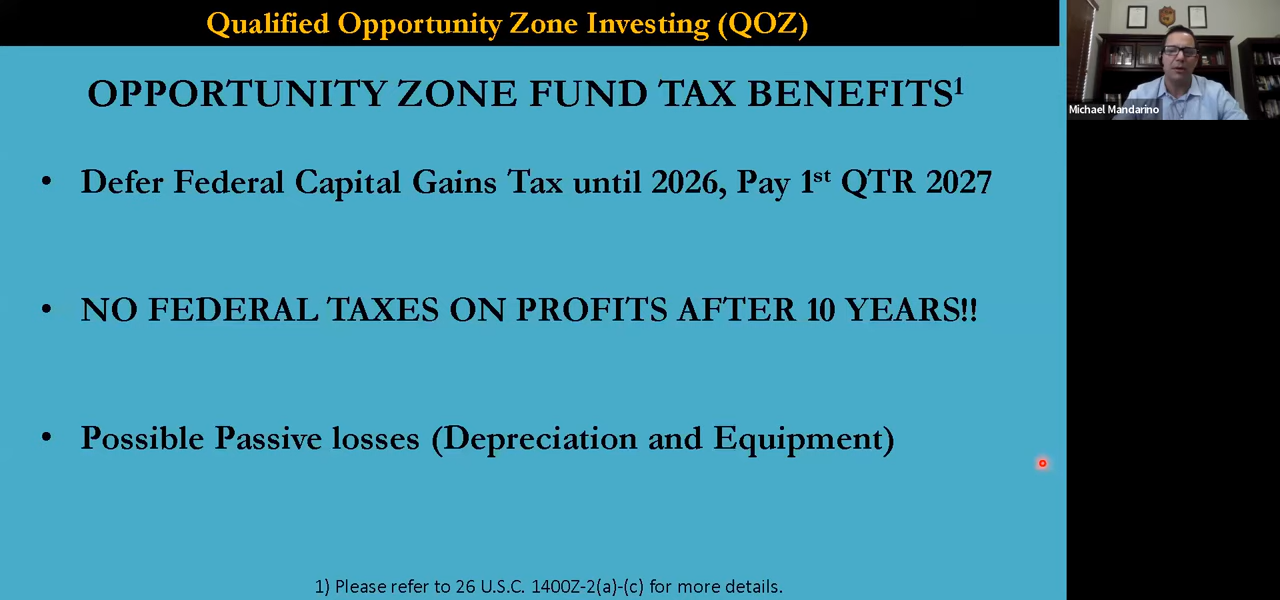 Qualified Opportunity Zone Investing (QOZ)
OPPORTUNITY ZONE FUND TAX BENEFITS¹
• Defer Federal Capital Gains Tax until 2026, Pay 1st QTR 2027
• NO FEDERAL TAXES ON PROFITS AFTER 10 YEARS!!
• Possible Passive losses (Depreciation and Equipment)
1) Please refer to 26 U.S.C. 1400Z-2(a)-(c) for more details.
Michael Mandarino